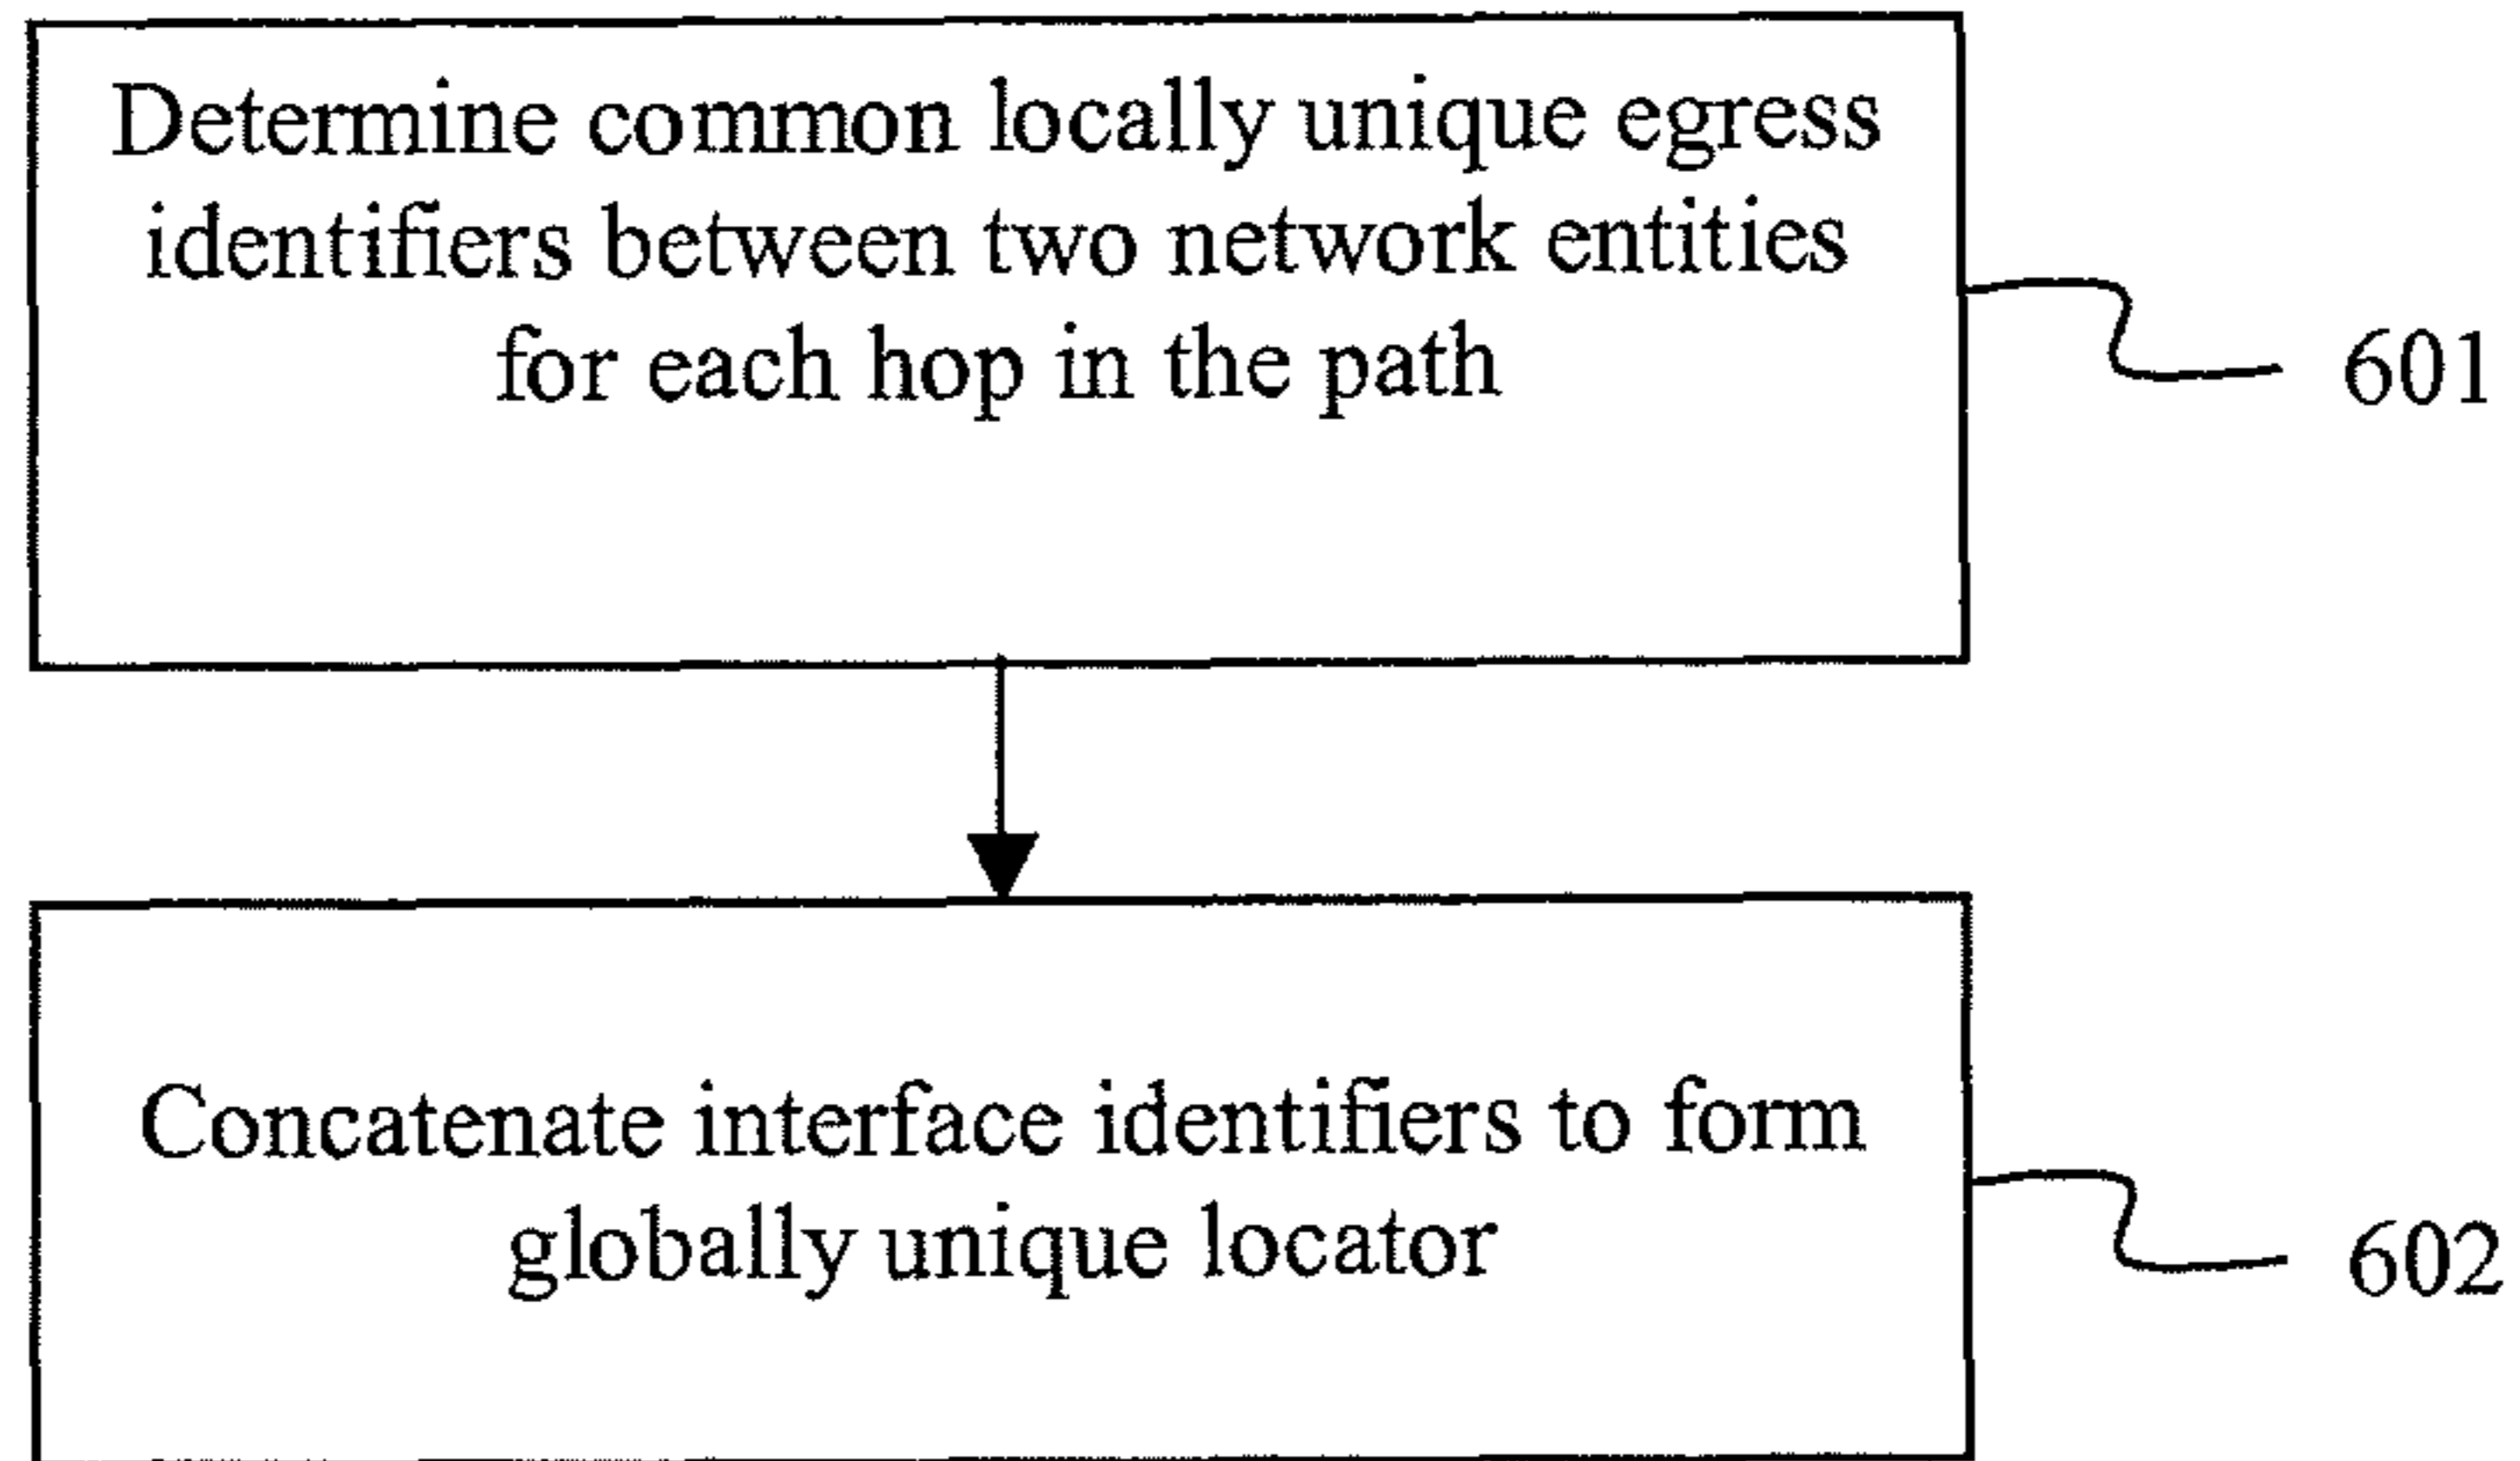 Determine common locally unique egress
identifiers between two network entities
for each hop in the path
601
Concatenate interface identifiers to form
globally unique locator
602